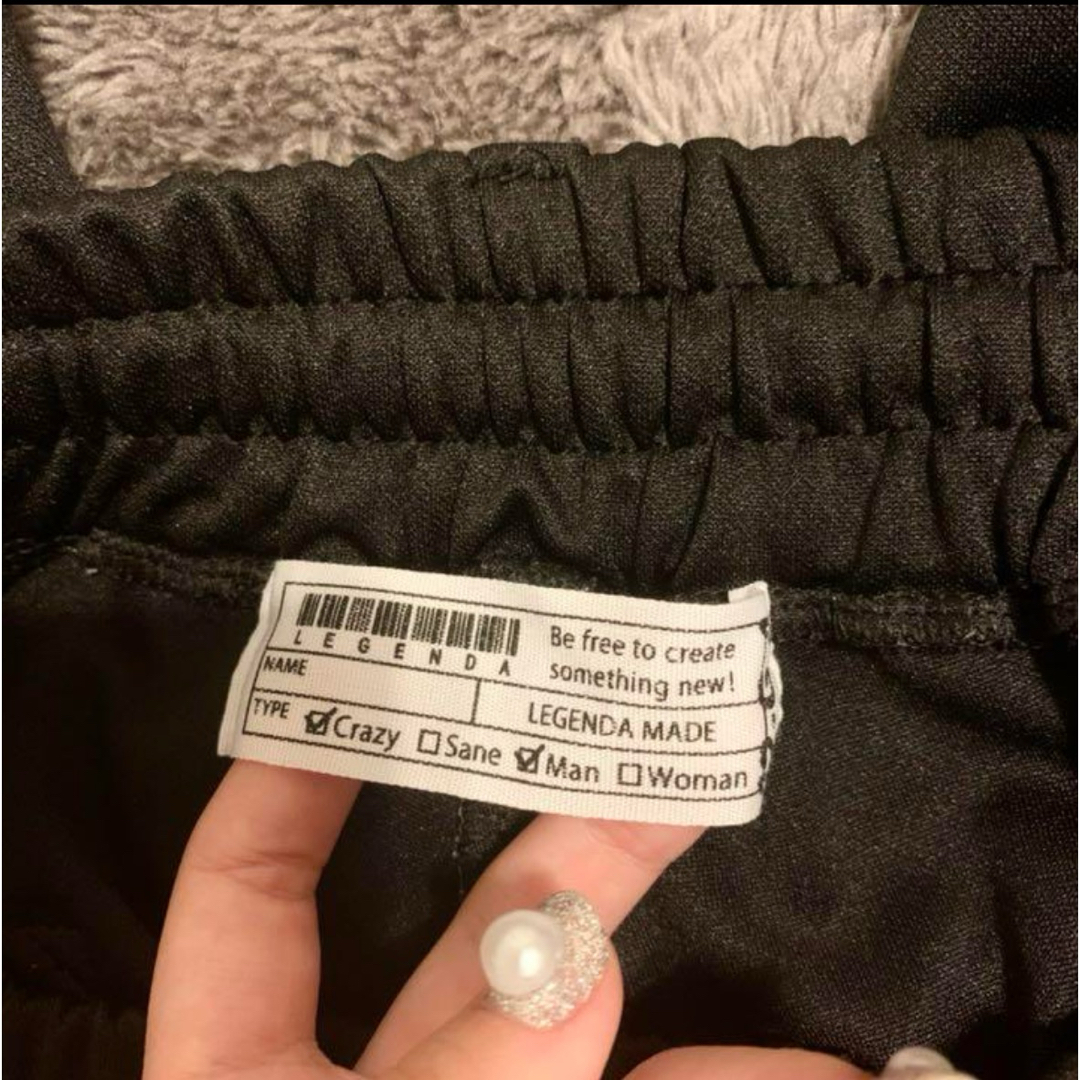 LEGENDA
Be free to create
something new!
NAME
LEGENDA MADE
TYPE ☑Crazy ☐Sane ☑Man ☐Woman